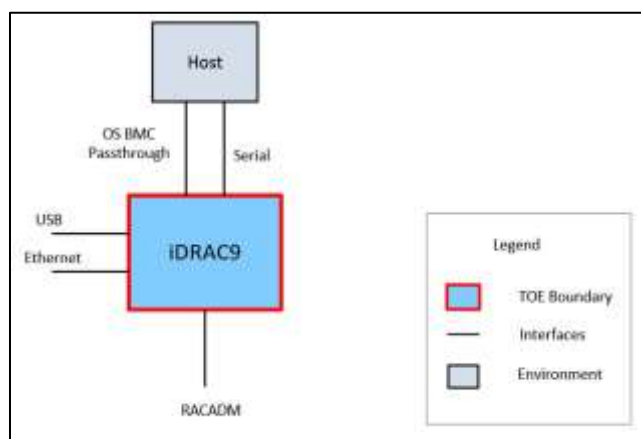 Host
OS BMC
Passthrough
Serial
USB
Ethernet
iDRAC9
RACADM
Legend
TOE Boundary
Interfaces
Environment